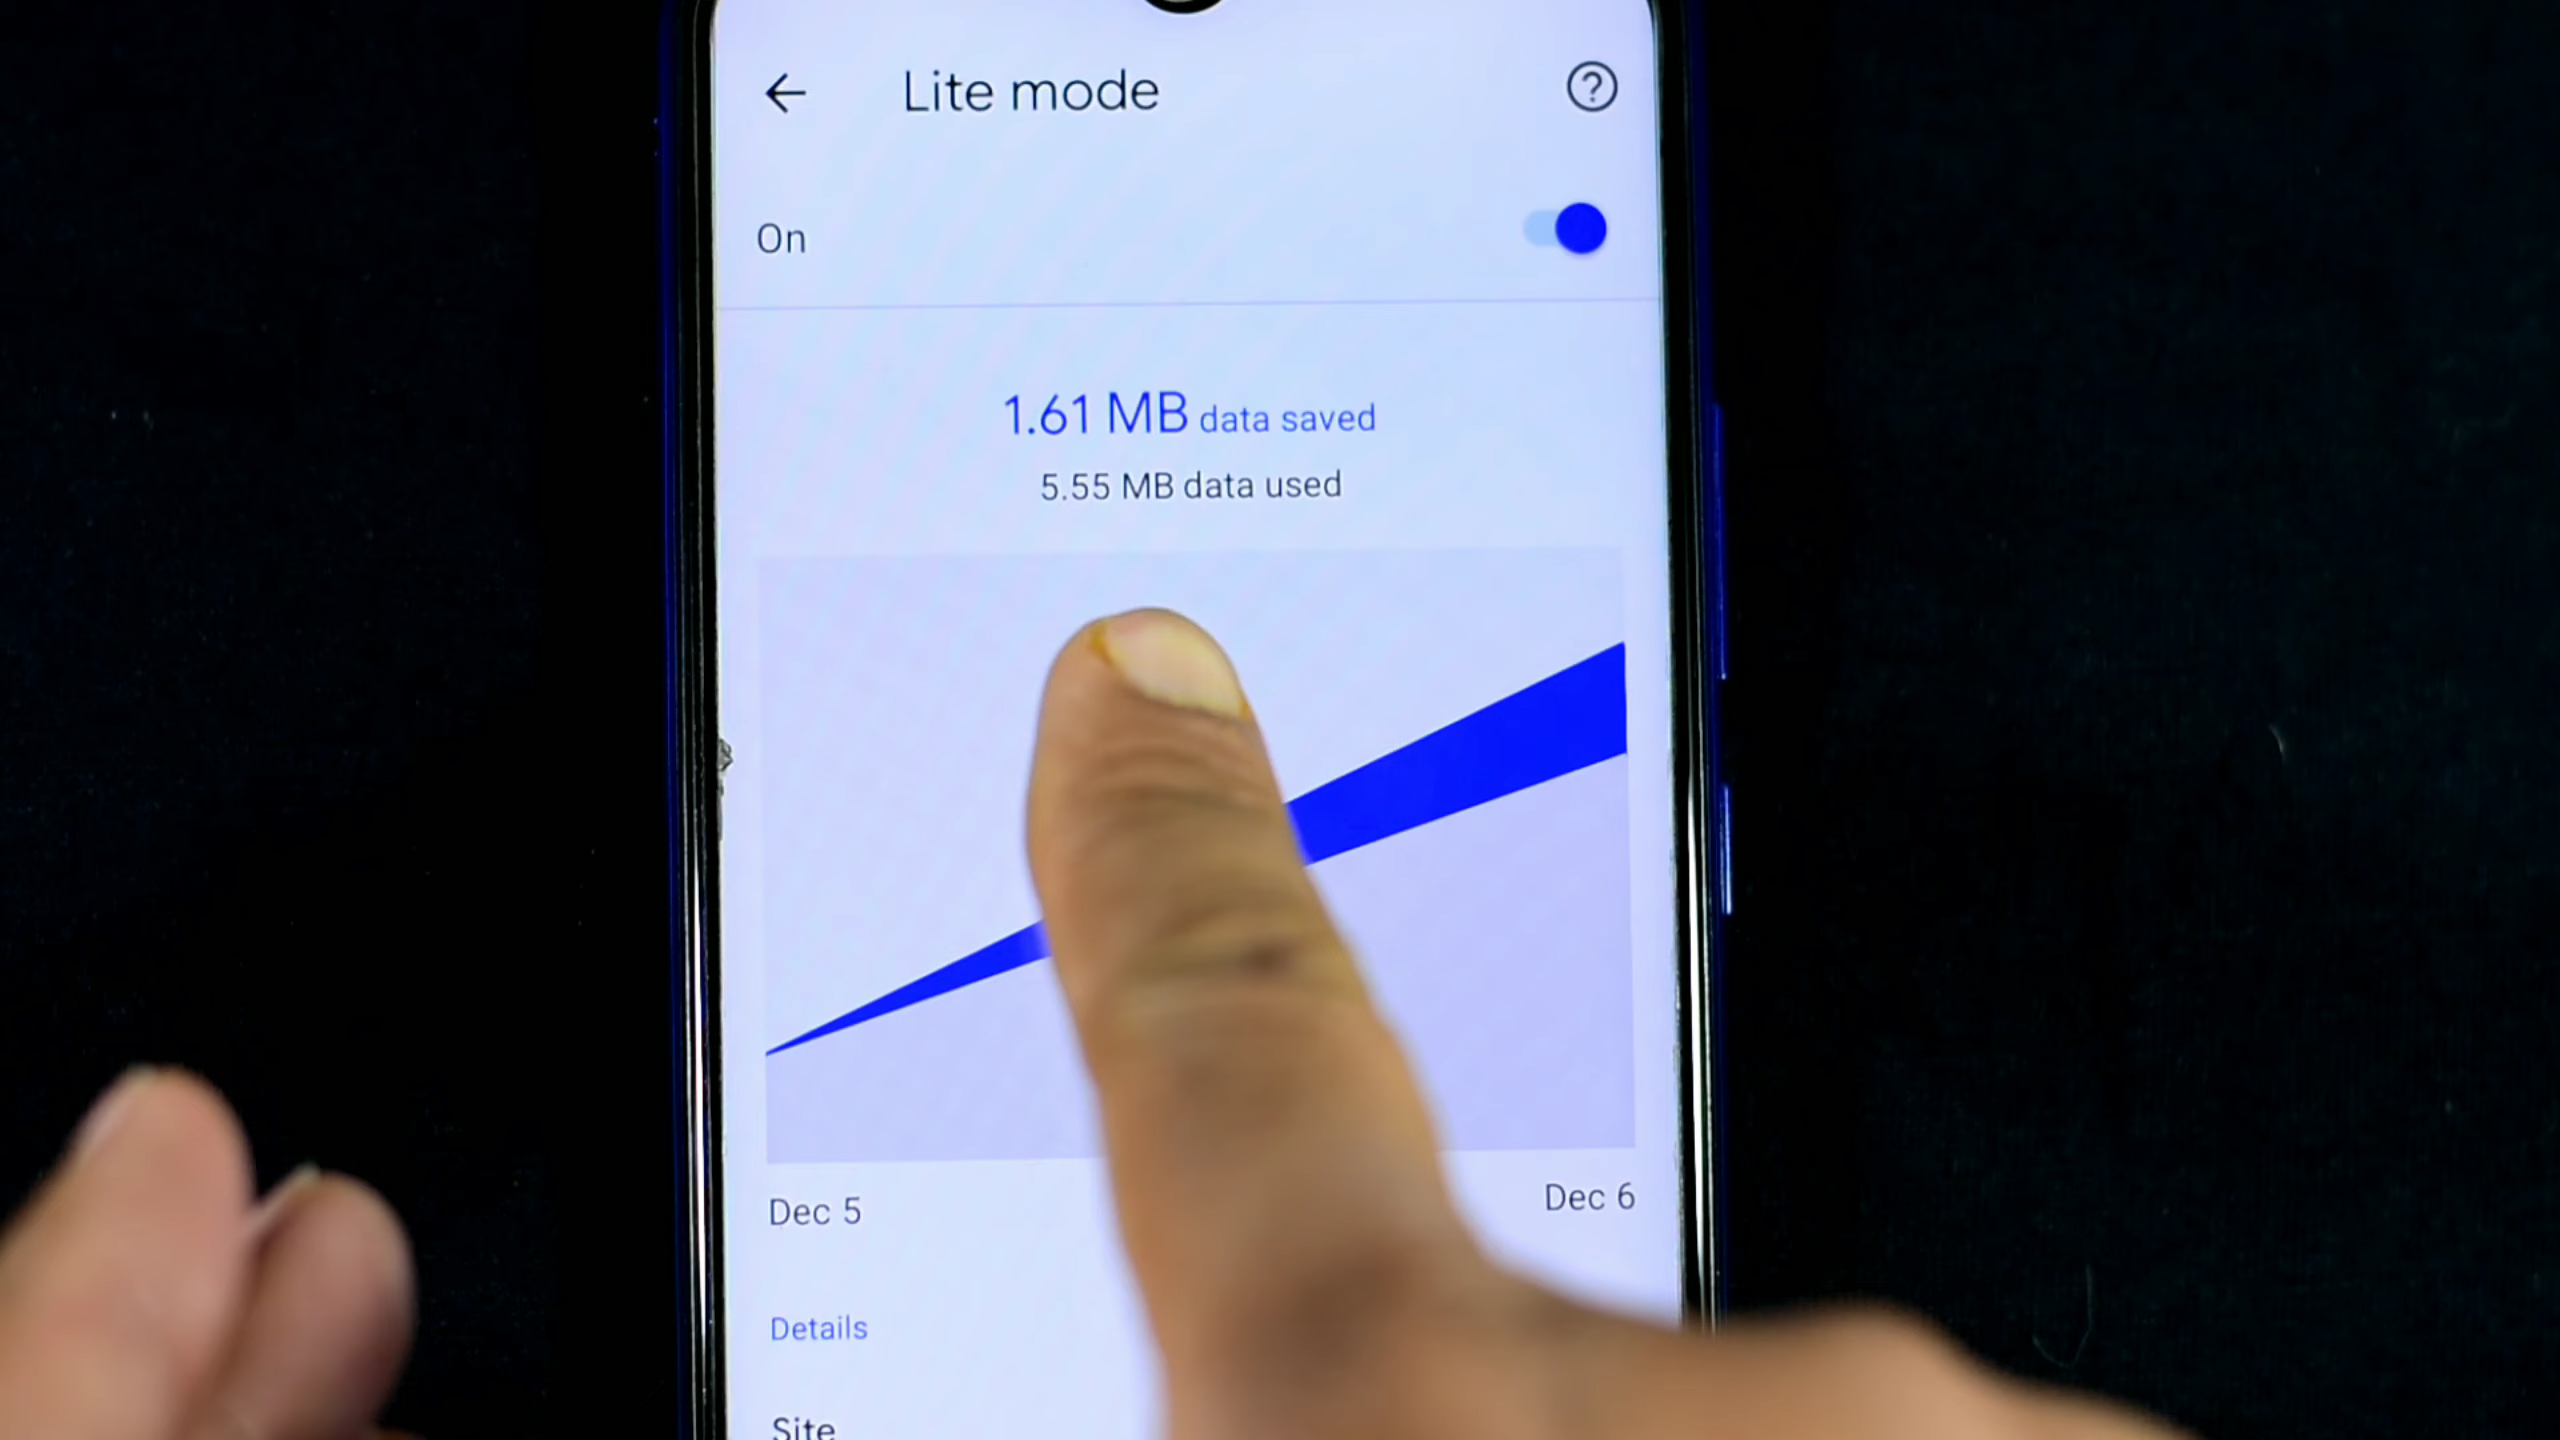 Lite mode
On
1.61 MB data saved
5.55 MB data used
Dec 5
Dec 6
Details
Site